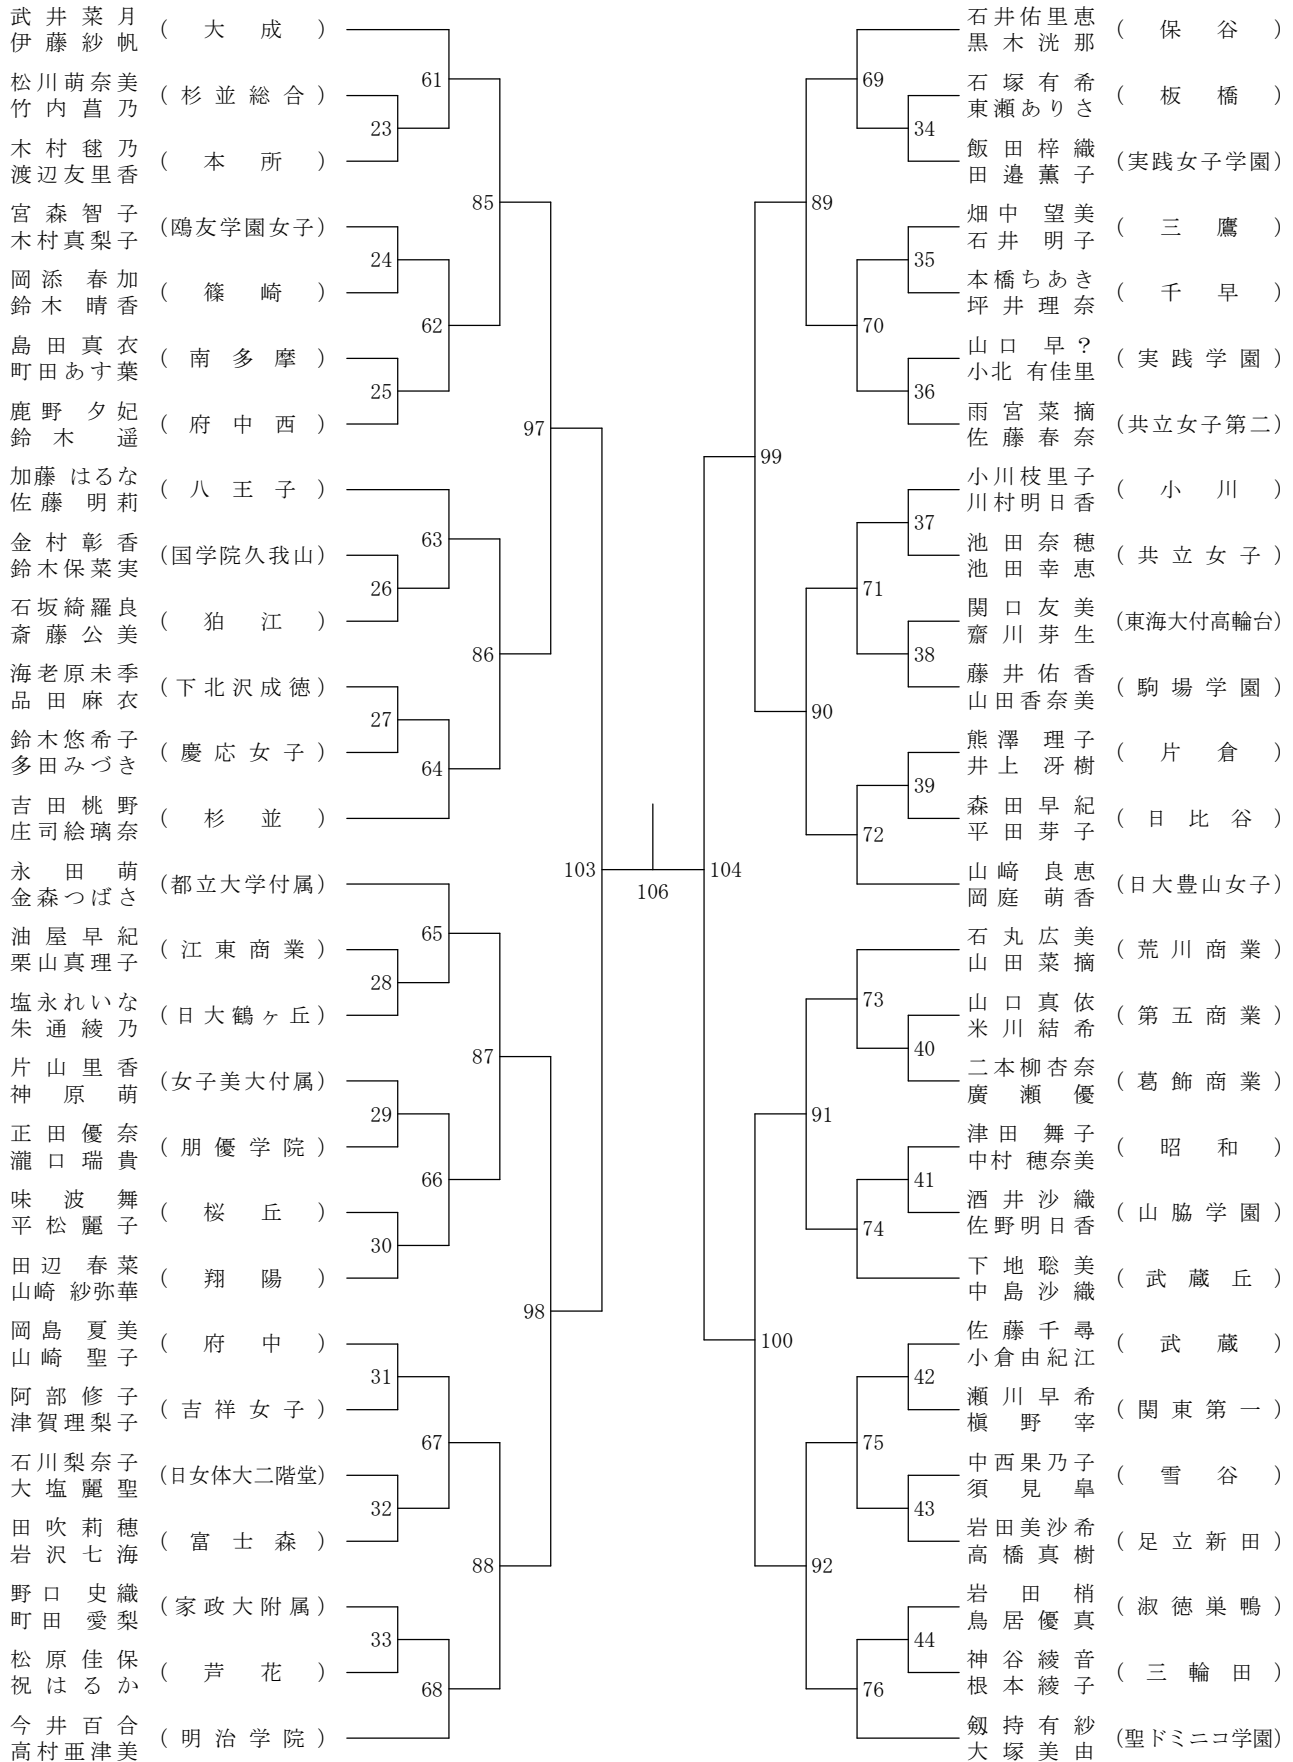 武井菜月
伊藤紗帆
(大成)
松川萌奈美
竹内菖乃
(杉並総合)
木村毬乃
渡辺友里香
(本所)
宮森智子
木村真梨子
(鴎友学園女子)
岡添春加
鈴木晴香
(篠崎)
島田真衣
町田あす葉
(南多摩)
鹿野夕妃
鈴木遥
(府中西)
加藤はるな
佐藤明莉
(八王子)
金村彰香
鈴木保菜実
(国学院久我山)
石坂綺羅良
斎藤公美
(狛江)
海老原未季
品田麻衣
(下北沢成徳)
鈴木悠希子
多田みづき
(慶応女子)
吉田桃野
庄司絵璃奈
(杉並)
永田萌
金森つばさ
(都立大学付属)
油屋早紀
栗山真理子
(江東商業)
塩永れいな
朱通綾乃
(日大鶴ヶ丘)
片山里香
神原萌
(女子美大付属)
正田優奈
瀧口瑞貴
(朋優学院)
味波舞
平松麗子
(桜丘)
田辺春菜
山崎紗弥華
(翔陽)
岡島夏美
山崎聖子
(府中)
阿部修子
津賀理梨子
(吉祥女子)
石川梨奈子
大塩麗聖
(日女体大二階堂)
田吹莉穂
岩沢七海
(富士森)
野口史織
町田愛梨
(家政大附属)
松原佳保
祝はるか
(芦花)
今井百合
高村亜津美
(明治学院)
61
23
85
24
62
25
97
63
26
86
27
64
103
65
28
87
29
66
30
98
31
67
32
88
33
68
106
104
69
34
89
35
70
36
99
37
71
38
90
39
72
73
40
91
41
74
100
42
75
43
92
44
76
石井佑里恵
黒木洸那
(保谷)
石塚有希
東瀬ありさ
(板橋)
飯田梓織
田邉薫子
(実践女子学園)
畑中望美
石井明子
(三鷹)
本橋ちあき
坪井理奈
(千早)
山口早?
小北有佳里
(実践学園)
雨宮菜摘
佐藤春奈
(共立女子第二)
小川枝里子
川村明日香
(小川)
池田奈穂
池田幸恵
(共立女子)
関口友美
齋川芽生
(東海大付高輪台)
藤井佑香
山田香奈美
(駒場学園)
熊澤理子
井上冴樹
(片倉)
森田早紀
平田芽子
(日比谷)
山﨑良恵
岡庭萌香
(日大豊山女子)
石丸広美
山田菜摘
(荒川商業)
山口真依
米川結希
(第五商業)
二本柳杏奈
廣瀬優
(葛飾商業)
津田舞子
中村穂奈美
(昭和)
酒井沙織
佐野明日香
(山脇学園)
下地聡美
中島沙織
(武蔵丘)
佐藤千尋
小倉由紀江
(武蔵)
瀬川早希
槇野宰
(関東第一)
中西果乃子
須見皐
(雪谷)
岩田美沙希
高橋真樹
(足立新田)
岩田梢
鳥居優真
(淑徳巣鴨)
神谷綾音
根本綾子
(三輪田)
剱持有紗
大塚美由
(聖ドミニコ学園)